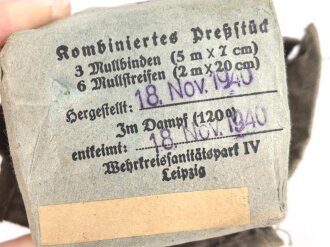 Kombiniertes Preßstück
3 Mullbinden (5 m x 7 cm)
6 Mullstreifen (2 m x 20 cm)
Hergestellt: 18. Nov. 1940
Im Dampf (120°)
entkeimt: 18. Nov. 1940
Wehrkreissanitätspark IV
Leipzig